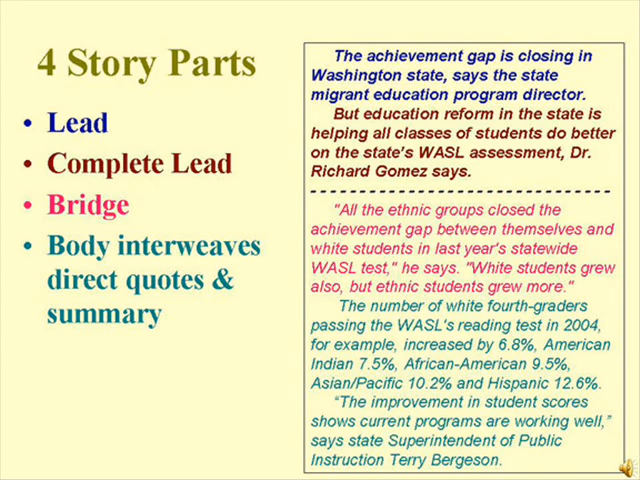 4 Story Parts
• Lead
• Complete Lead
• Bridge
• Body interweaves
direct quotes &
summary
The achievement gap is closing in
Washington state, says the state
migrant education program director.
But education reform in the state is
helping all classes of students do better
on the state's WASL assessment, Dr.
Richard Gomez says.
- - - - - - - - - - - - - - - - - - - - - - - - - - - - - -
"All the ethnic groups closed the
achievement gap between themselves and
white students in last year's statewide
WASL test," he says. "White students grew
also, but ethnic students grew more."
The number of white fourth-graders
passing the WASL's reading test in 2004,
for example, increased by 6.8%, American
Indian 7.5%, African-American 9.5%,
Asian/Pacific 10.2% and Hispanic 12.6%.
“The improvement in student scores
shows current programs are working well,”
says state Superintendent of Public
Instruction Terry Bergeson.